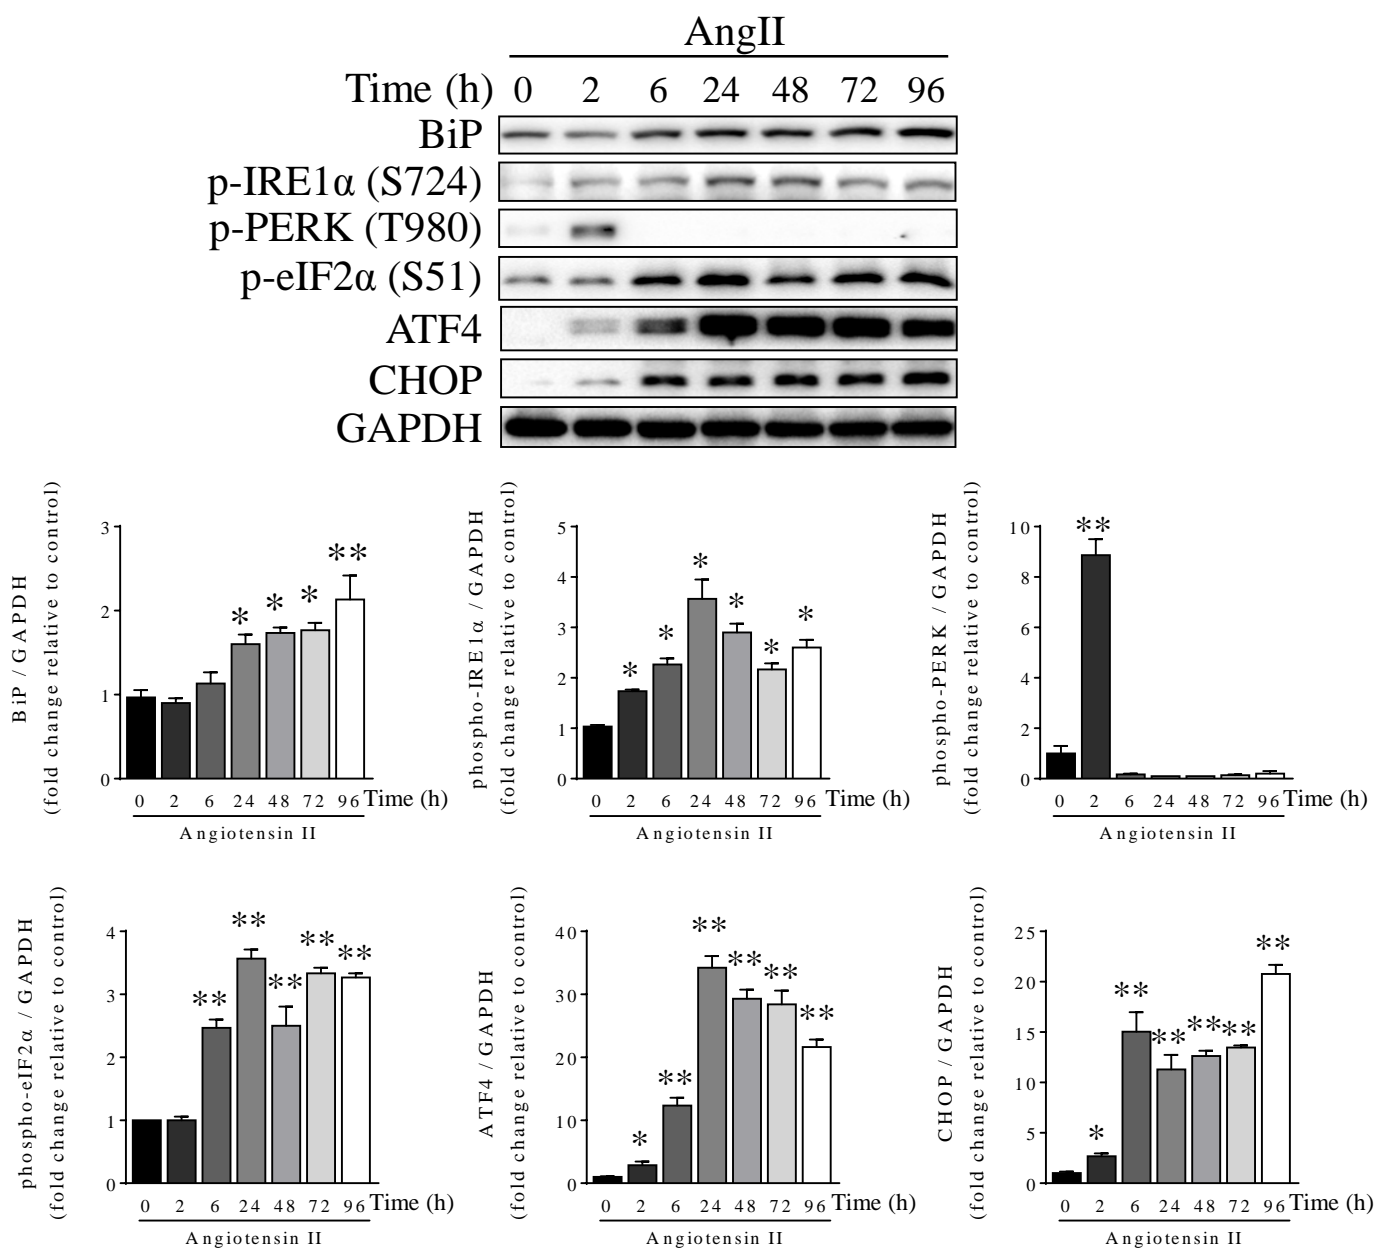 AngII
Time (h) 0 2 6 24 48 72 96
BiP
p-IRE1α (S724)
p-PERK (T980)
p-eIF2α (S51)
ATF4
CHOP
GAPDH
BiP / GAPDH
(fold change relative to control)
3
2
1
0
*
*
*
**
0 2 6 24 48 72 96 Time (h)
Angiotensin II
phospho-IRE1α / GAPDH
(fold change relative to control)
5
4
3
2
1
0
*
*
*
*
*
*
0 2 6 24 48 72 96 Time (h)
Angiotensin II
phospho-PERK / GAPDH
(fold change relative to control)
10
8
6
4
2
0
**
0 2 6 24 48 72 96 Time (h)
Angiotensin II
phospho-eIF2α / GAPDH
(fold change relative to control)
4
3
2
1
0
**
**
**
**
**
0 2 6 24 48 72 96 Time (h)
Angiotensin II
ATF4 / GAPDH
(fold change relative to control)
40
30
20
10
0
*
**
**
**
**
**
0 2 6 24 48 72 96 Time (h)
Angiotensin II
CHOP / GAPDH
(fold change relative to control)
25
20
15
10
5
0
*
**
**
**
**
**
0 2 6 24 48 72 96 Time (h)
Angiotensin II